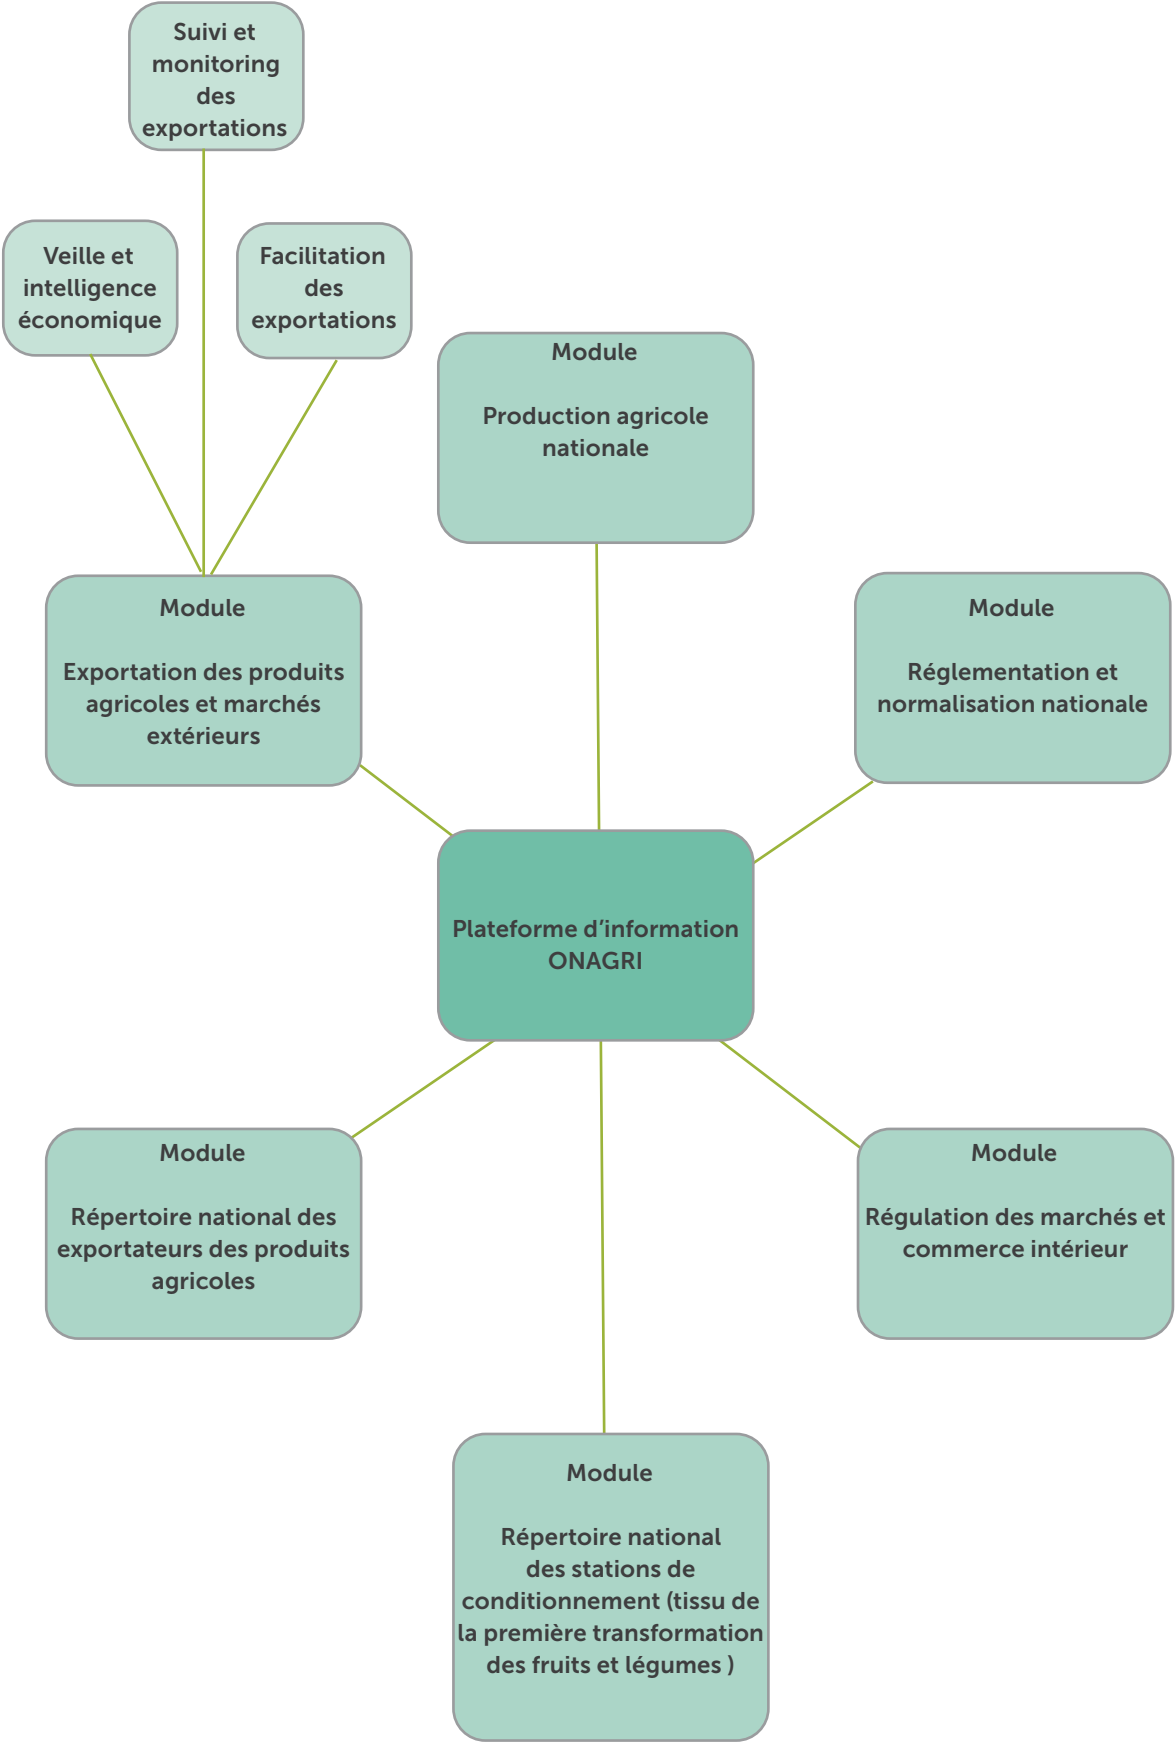 Suivi et
monitoring
des
exportations
Veille et
intelligence
économique
Facilitation
des
exportations
Module
Production agricole
nationale
Module
Exportation des produits
agricoles et marchés
extérieurs
Module
Réglementation et
normalisation nationale
Plateforme d’information
ONAGRI
Module
Répertoire national des
exportateurs des produits
agricoles
Module
Régulation des marchés et
commerce intérieur
Module
Répertoire national
des stations de
conditionnement (tissu de
la première transformation
des fruits et légumes )